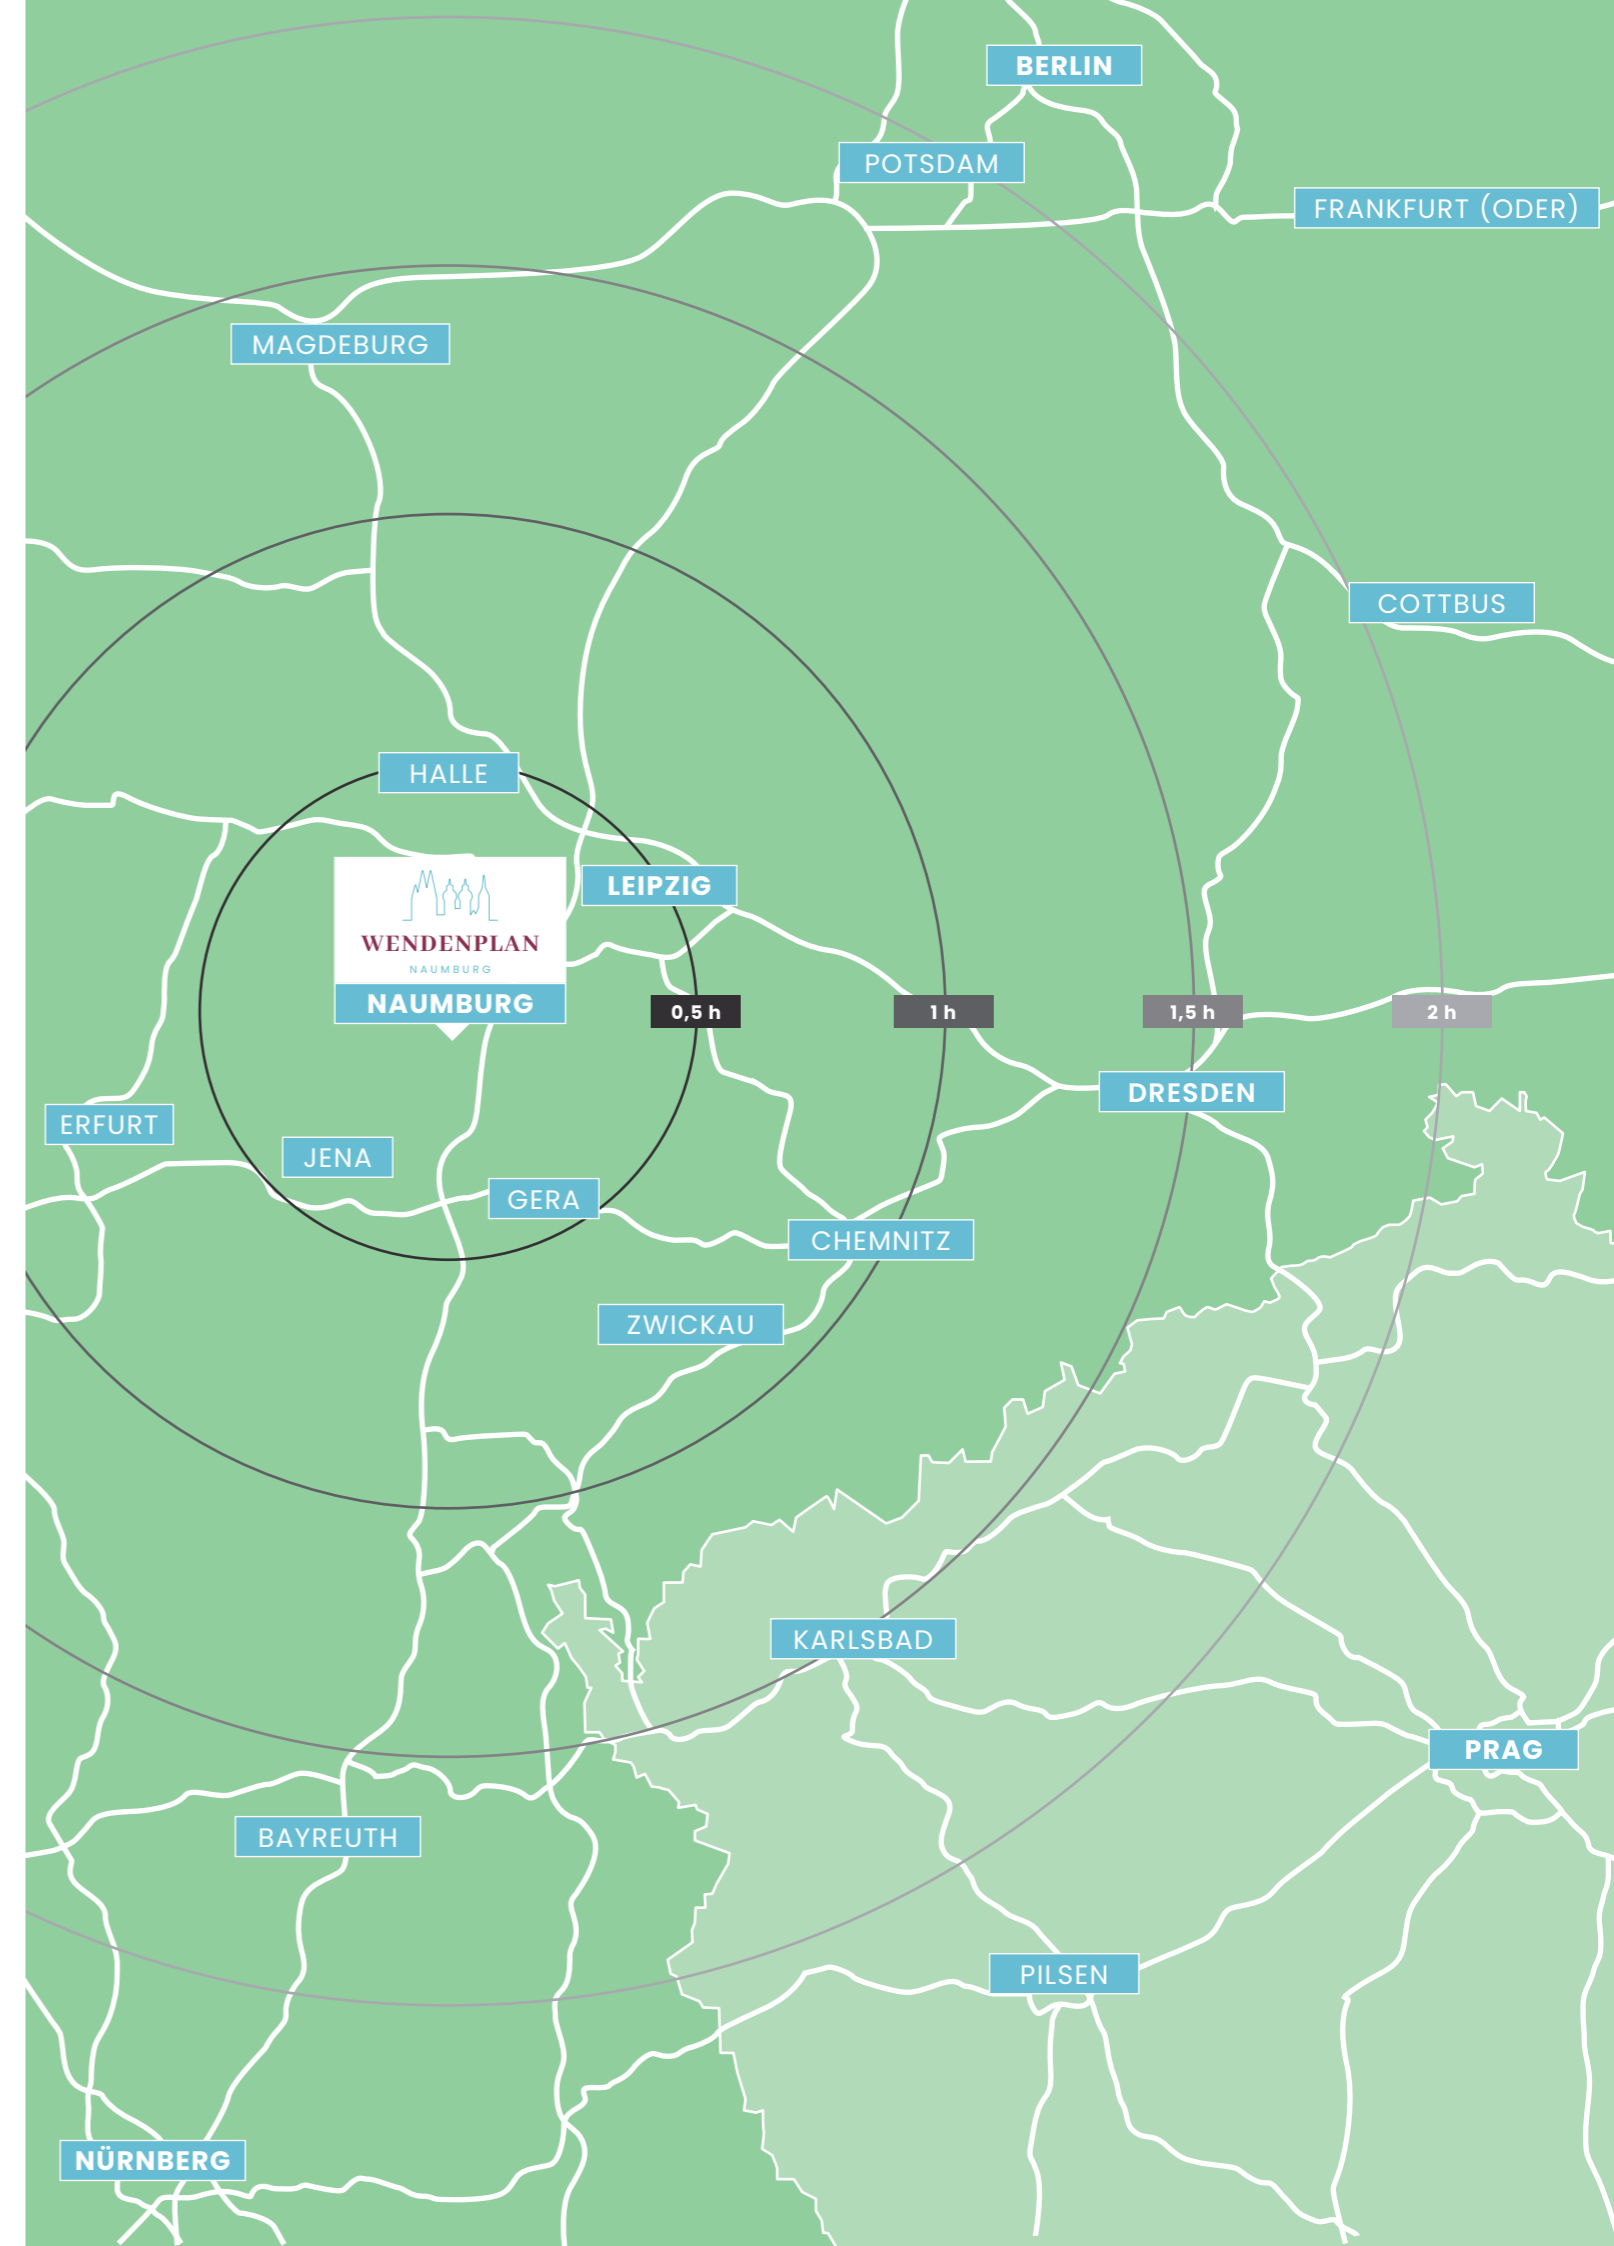 BERLIN
POTSDAM
FRANKFURT (ODER)
MAGDEBURG
COTTBUS
HALLE
LEIPZIG
WENDENPLAN
NAUMBURG
NAUMBURG
0,5 h
1 h
1,5 h
2 h
DRESDEN
ERFURT
JENA
GERA
CHEMNITZ
ZWICKAU
KARLSBAD
PRAG
BAYREUTH
PILSEN
NÜRNBERG